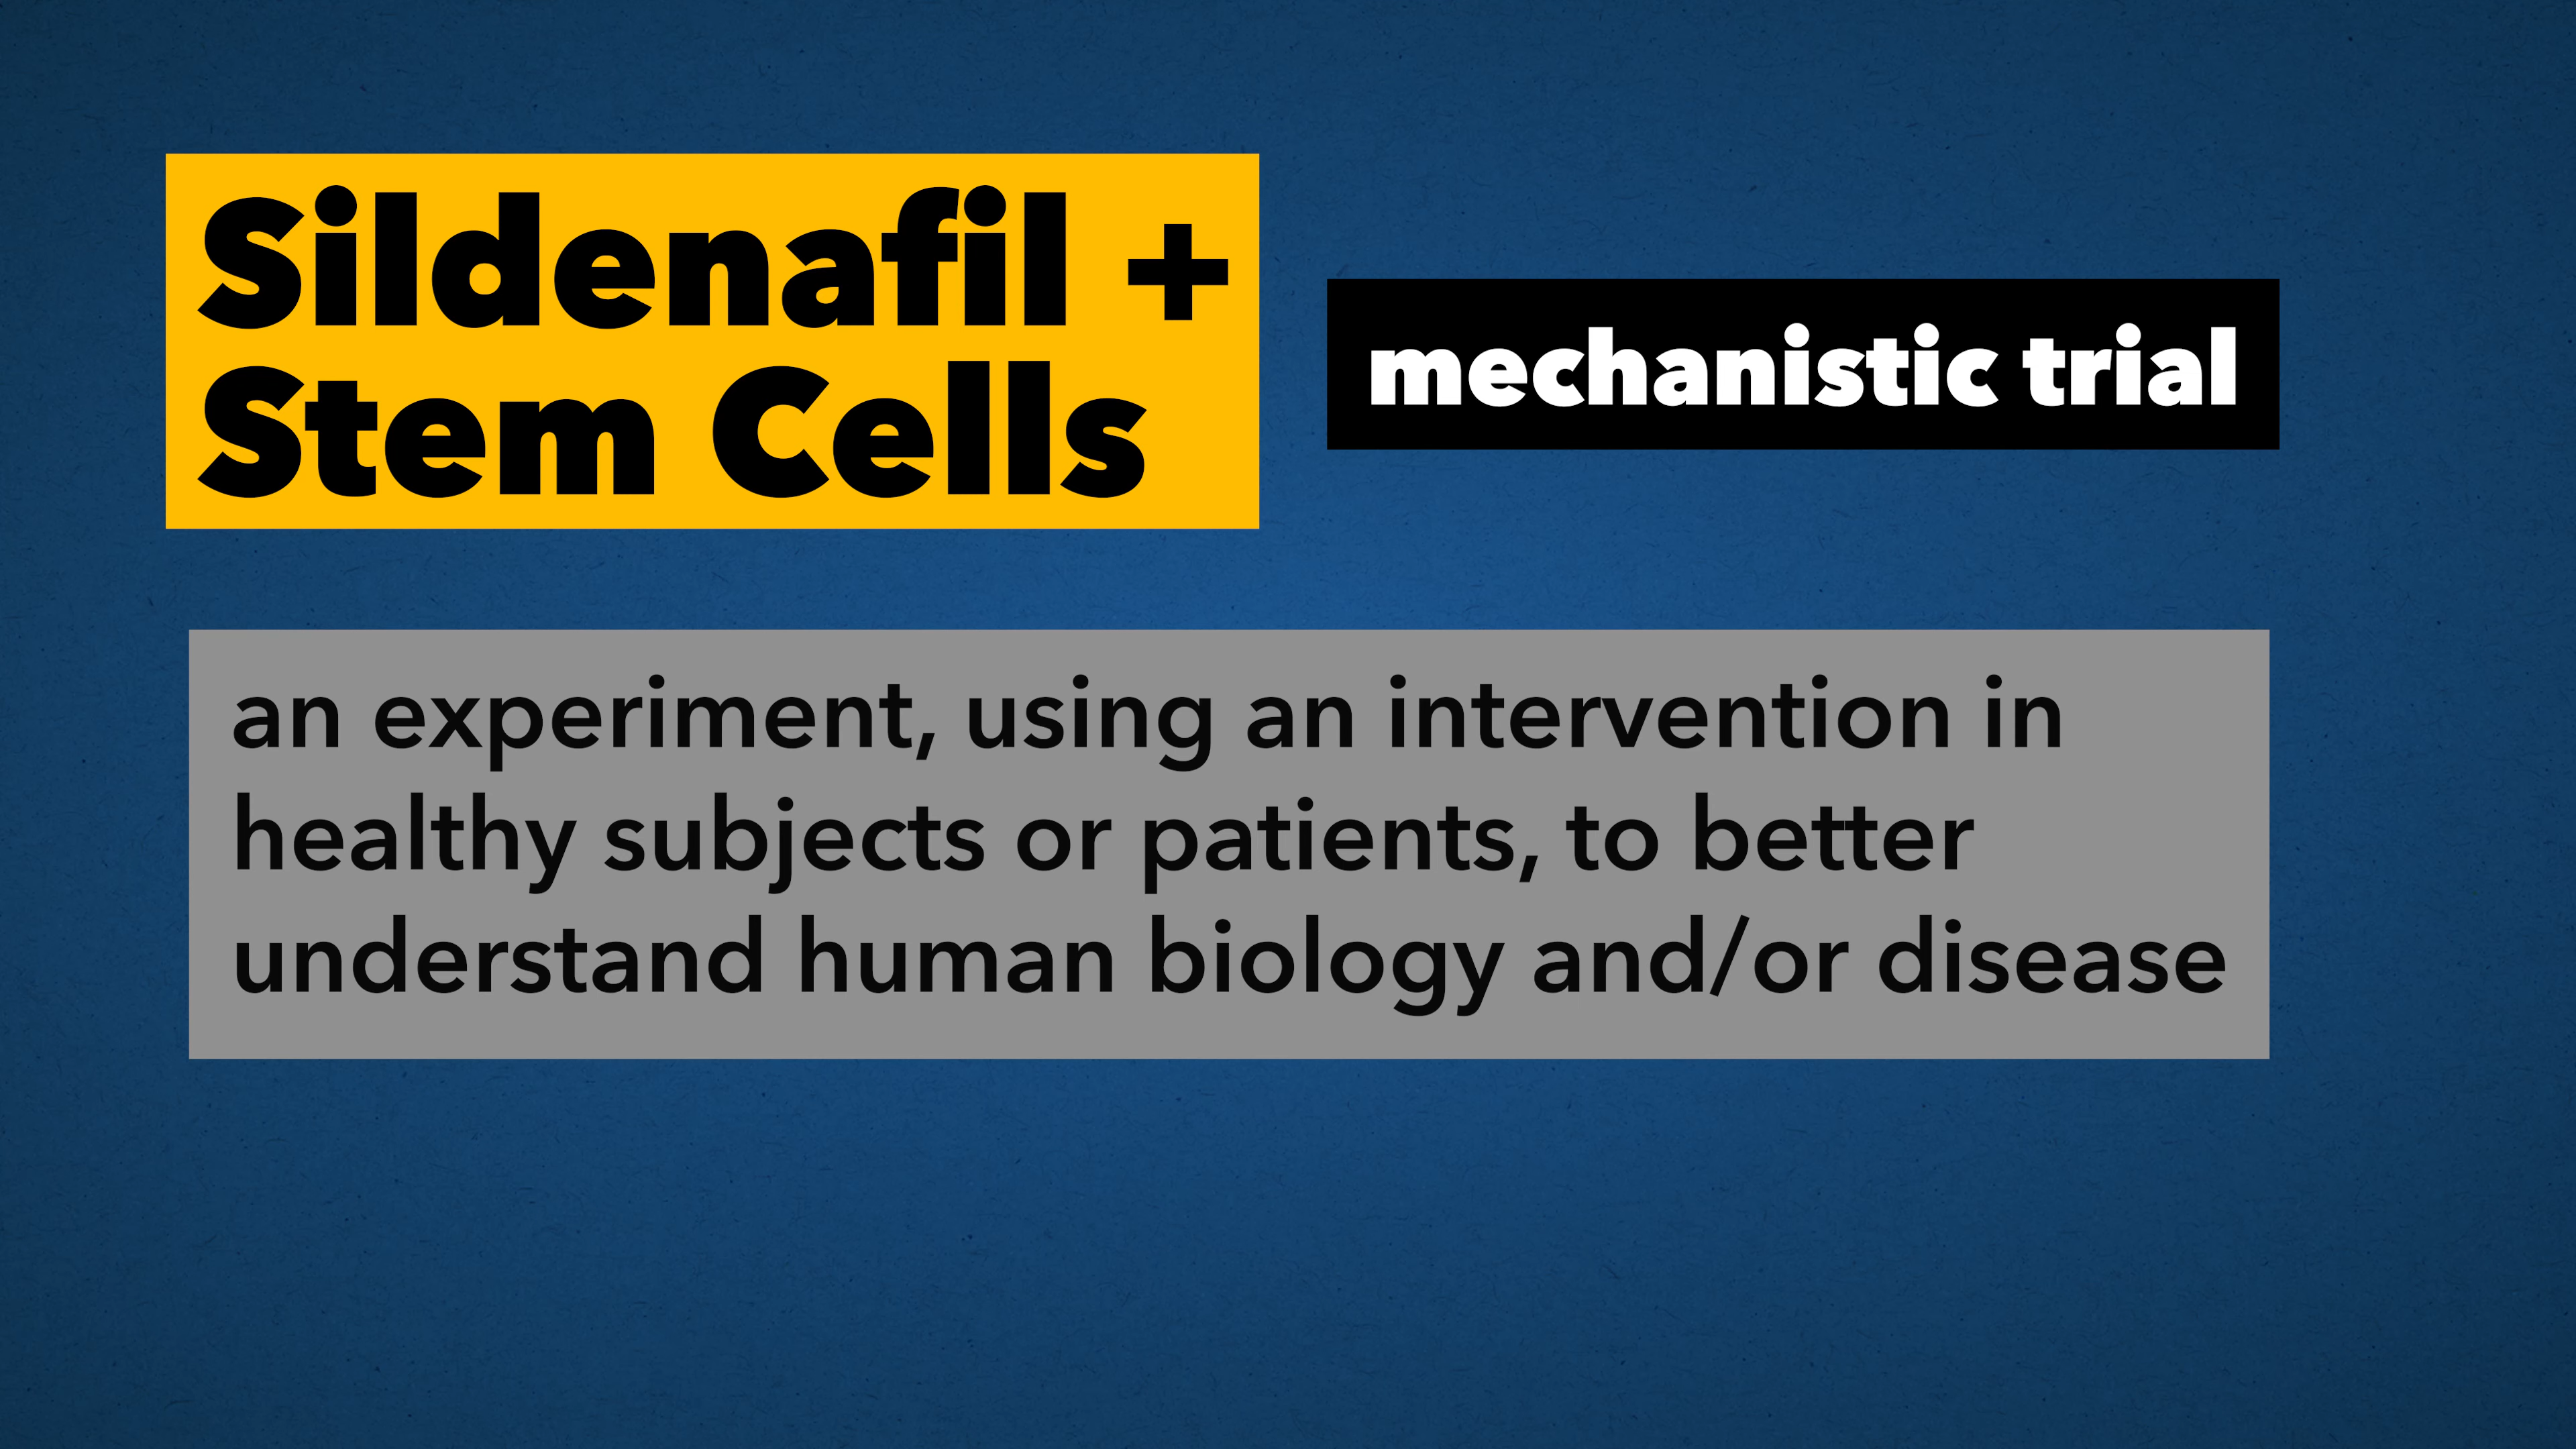 Sildenafil +
Stem Cells
mechanistic trial
an experiment, using an intervention in
healthy subjects or patients, to better
understand human biology and/or disease